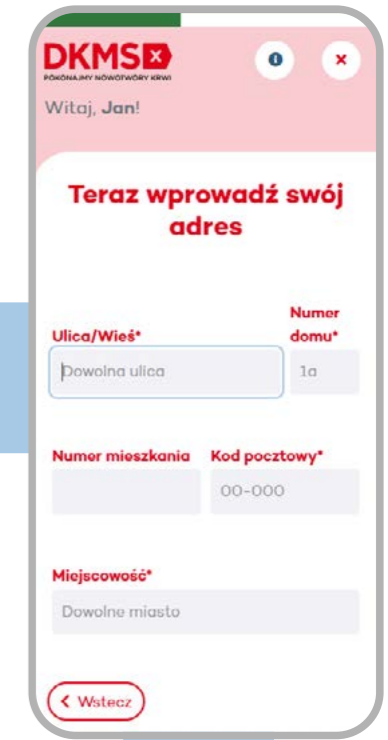 DKMS
POKONAJMY NOWOTWORY KRWI
Witaj, Jan!
Teraz wprowadź swój
adres
Ulica/Wieś*
Numer
domu*
Dowolna ulica
1a
Numer mieszkania
Kod pocztowy*
00-000
Miejscowość*
Dowolne miasto
Wstecz